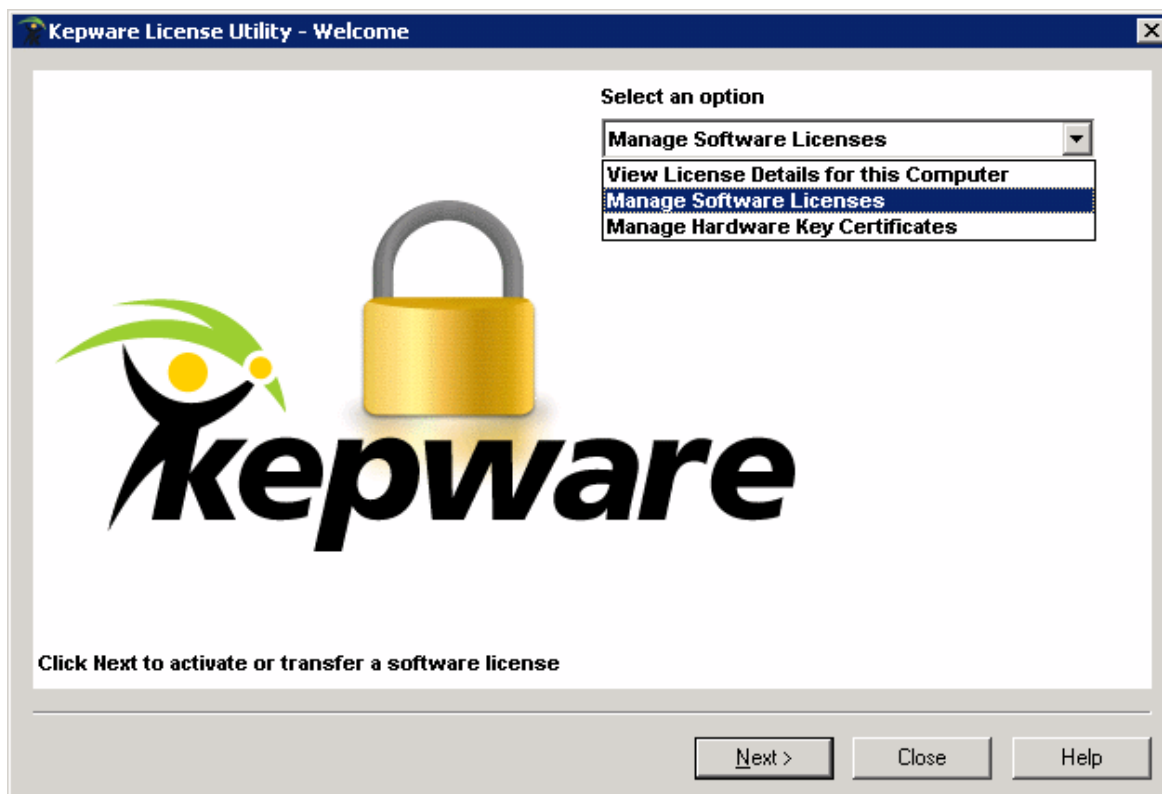 Kepware License Utility - Welcome
Select an option
Manage Software Licenses
View License Details for this Computer
Manage Software Licenses
Manage Hardware Key Certificates
kepware
Click Next to activate or transfer a software license
Next >
Close
Help